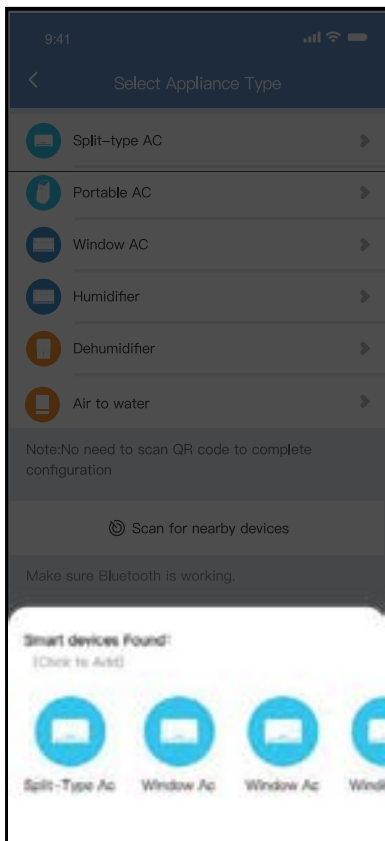 9:41
Select Appliance Type
Split-type AC
Portable AC
Window AC
Humidifier
Dehumidifier
Air to water
Note:No need to scan QR code to complete
configuration
Scan for nearby devices
Make sure Bluetooth is working.
Smart devices Found:
(Click to Add)
Split-Type Ac
Window Ac
Window Ac